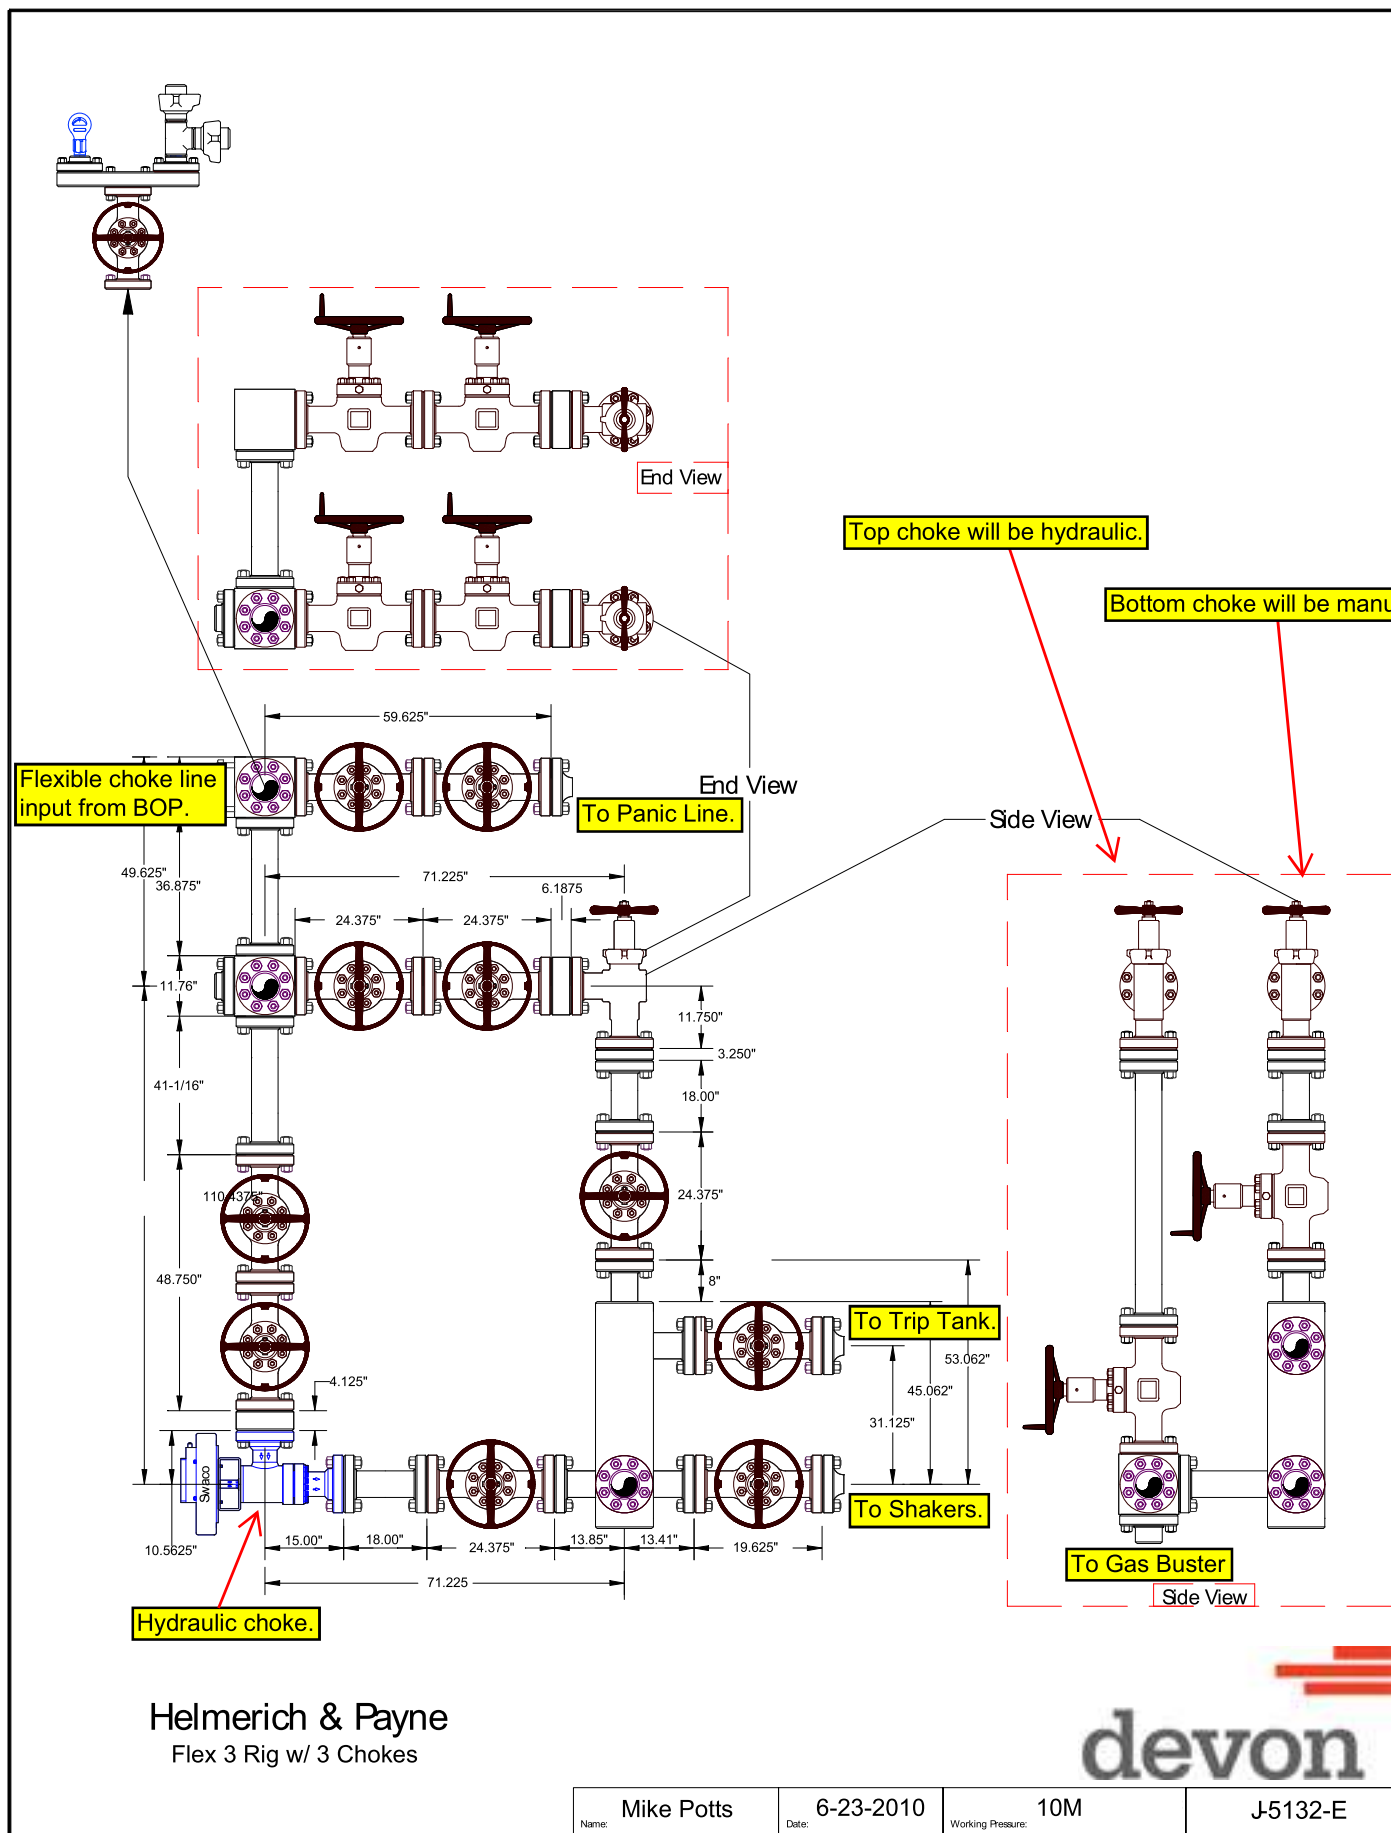 End View
Top choke will be hydraulic.
Bottom choke will be manu
59.625"
Flexible choke line
input from BOP.
End View
To Panic Line.
Side View
49.625"
36.875"
71.225"
6.1875
24.375"
24.375"
11.76"
11.750"
3.250"
41-1/16"
18.00"
110.4375"
24.375"
48.750"
8"
To Trip Tank.
53.062"
45.062"
4.125"
31.125"
Swaco
To Shakers.
10.5625"
15.00"
18.00"
24.375"
13.85"
13.41"
19.625"
71.225
To Gas Buster
Side View
Hydraulic choke.
Helmerich & Payne
Flex 3 Rig w/ 3 Chokes
devon
Name: Mike Potts
Date: 6-23-2010
Working Pressure: 10M
J-5132-E